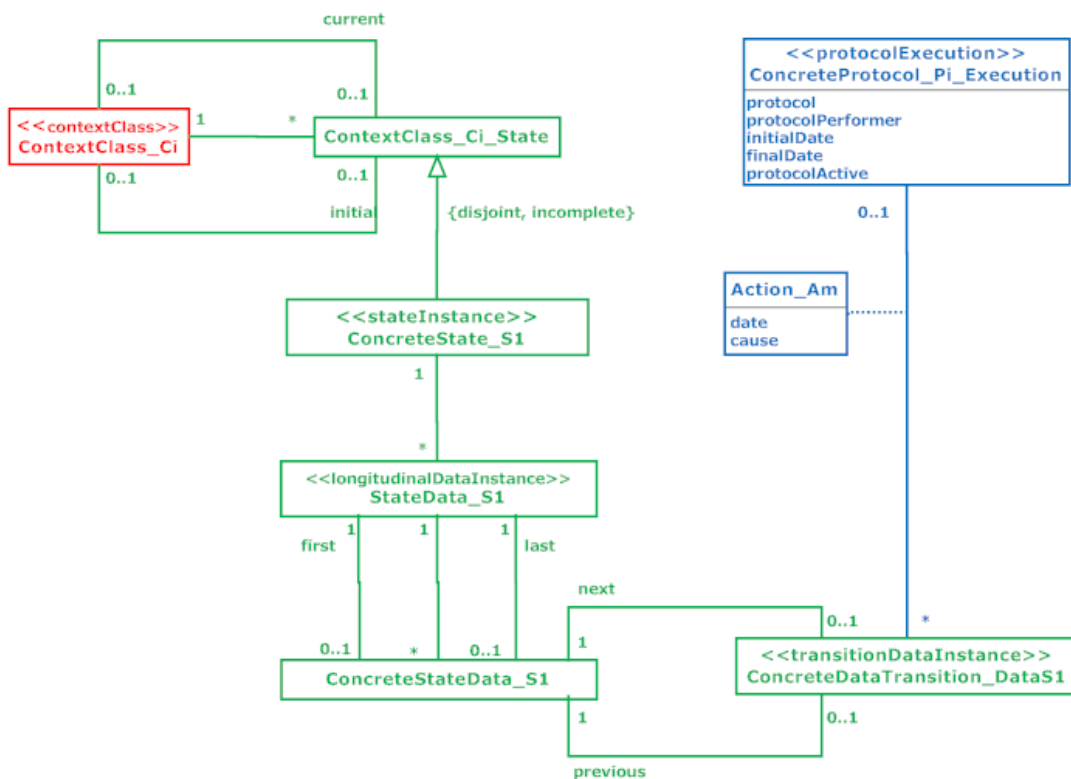 current
<<protocolExecution>>
ConcreteProtocol_Pi_Execution
0..1
0..1
protocol
protocolPerformer
initialDate
finalDate
protocolActive
<<contextClass>>
ContextClass_Ci
1
*
ContextClass_Ci_State
0..1
0..1
initial
{disjoint, incomplete}
0..1
Action_Am
date
cause
<<stateInstance>>
ConcreteState_S1
1
*
<<longitudinalDataInstance>>
StateData_S1
1
1
1
first
last
next
0..1
*
0..1
1
0..1
*
<<transitionDataInstance>>
ConcreteDataTransition_DataS1
ConcreteStateData_S1
1
0..1
previous